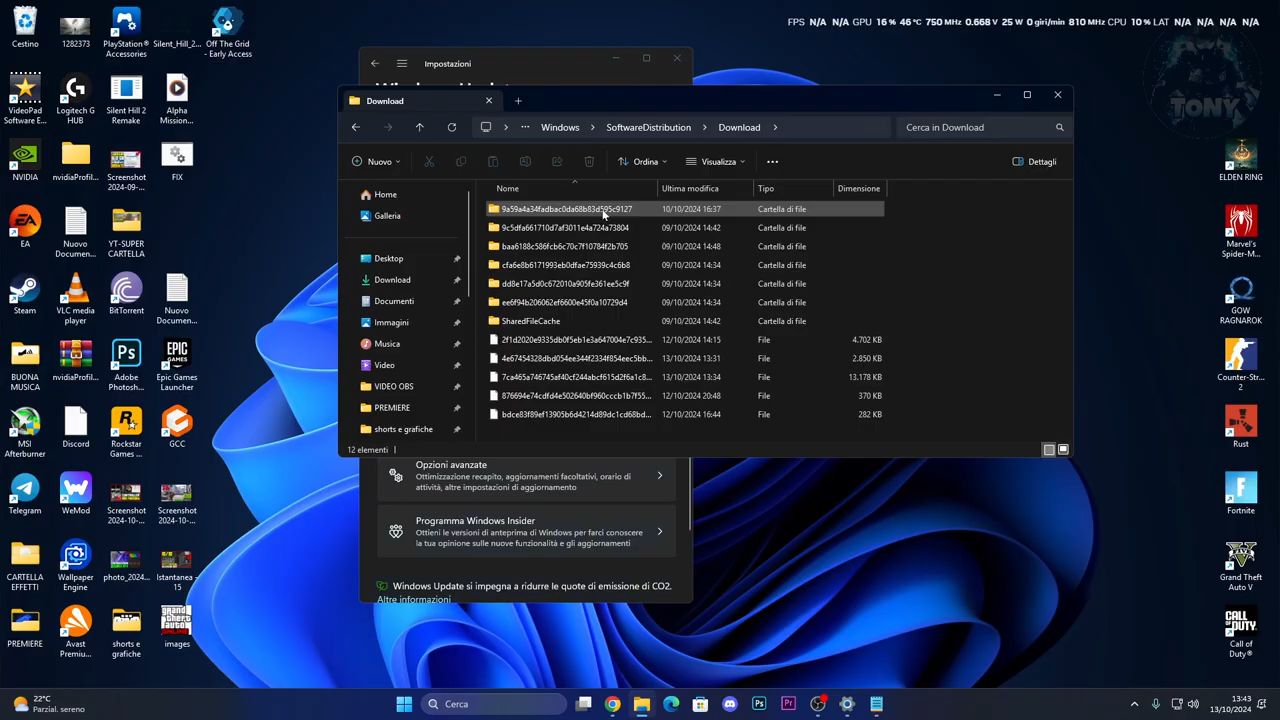 FPS N/A N/A GPU 16 % 46 °C 750 MHz 0.668 V 25 W 0 giri/min 810 MHz CPU 10 % LAT N/A N/A N/A N/A
Cestino
1282373
PlayStation® Accessories
Silent_Hill_2...
Off The Grid - Early Access
VideoPad Software E...
Logitech G HUB
Silent Hill 2 Remake
Alpha Mission...
NVIDIA
nvidiaProfil...
Screenshot 2024-09-...
FIX
EA
Nuovo Docum...
YT-SUPER CARTELLA
Steam
VLC media player
BitTorrent
Nuovo Docum...
BUONA MUSICA
nvidiaProfil...
Adobe Photosh...
Epic Games Launcher
MSI Afterburner
Discord
Rockstar Games ...
GCC
Telegram
WeMod
Screenshot 2024-10-...
Screenshot 2024-10-...
CARTELLA EFFETTI
Wallpaper Engine
photo_2024...
Istantanea - 15
PREMIERE
Avast Premiu...
shorts e grafiche
images
Impostazioni
Download
Windows
SoftwareDistribution
Download
Cerca in Download
Nuovo
Ordina
Visualizza
Dettagli
Home
Galleria
Desktop
Download
Documenti
Immagini
Musica
Video
VIDEO OBS
PREMIERE
shorts e grafiche
Nome Ultima modifica Tipo Dimensione
9a59a4a34fadbac0da68b83d595c9127 10/10/2024 16:37 Cartella di file
9c5dfa661710d7af3011e4a724a73804 09/10/2024 14:42 Cartella di file
baa6188c586fcb6c70c7f10784f2b705 09/10/2024 14:48 Cartella di file
cfa6e8b6171993eb0dfae75939c4c6b8 09/10/2024 14:34 Cartella di file
dd8e17a5d0c672010a905fe361ee5c9f 09/10/2024 14:34 Cartella di file
ee6f94b206062ef6600e45f0a10729d4 09/10/2024 14:34 Cartella di file
SharedFileCache 09/10/2024 14:42 Cartella di file
2f1d2020e9335db0f5eb1e3a647004e7c935... 12/10/2024 14:15 File 4.702 KB
4e67454328dbd054ee344f2334f854eec5bb... 13/10/2024 13:31 File 2.850 KB
7ca465a746745af40cf244abcf615d2f6a1c8... 13/10/2024 13:34 File 13.178 KB
876694e74cdfd4e502640bf960cccb1b7f55... 12/10/2024 20:48 File 370 KB
bdce83f89ef13905b6d4214d89dc1cd68bd... 12/10/2024 16:44 File 282 KB
12 elementi
Opzioni avanzate
Ottimizzazione recapito, aggiornamenti facoltativi, orario di
attività, altre impostazioni di aggiornamento
Programma Windows Insider
Ottieni le versioni di anteprima di Windows per farci conoscere
la tua opinione sulle nuove funzionalità e gli aggiornamenti
Windows Update si impegna a ridurre le quote di emissione di CO2.
Altre informazioni
TONY
ELDEN RING
Marvel's Spider-M...
GOW RAGNAROK
Counter-Str... 2
Rust
Fortnite
Grand Theft Auto V
Call of Duty®
22°C
Parzial. sereno
Cerca
13:43
13/10/2024